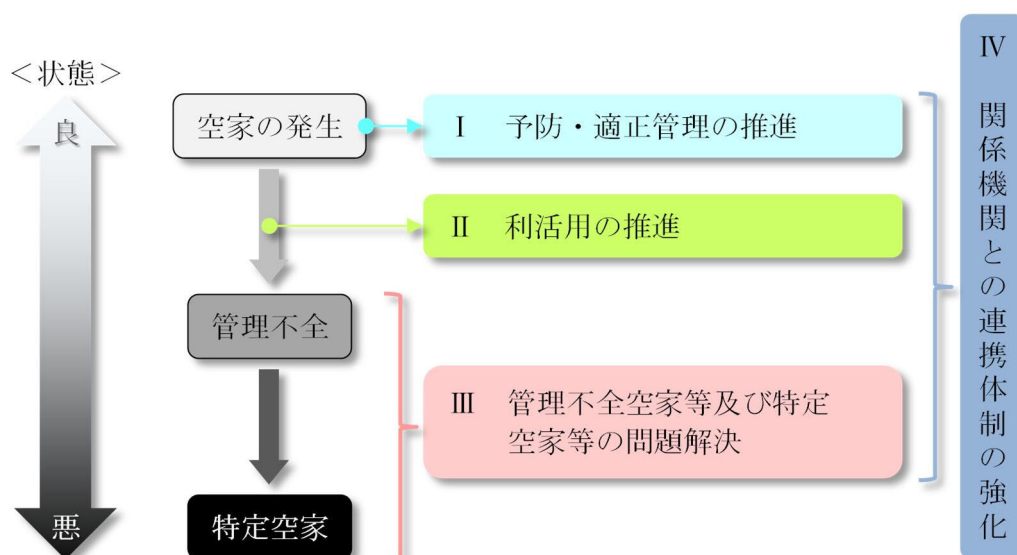 ＜状態＞
良
悪
空家の発生
管理不全
特定空家
Ⅰ　予防・適正管理の推進
Ⅱ　利活用の推進
Ⅲ　管理不全空家等及び特定
空家等の問題解決
Ⅳ　関係機関との連携体制の強化